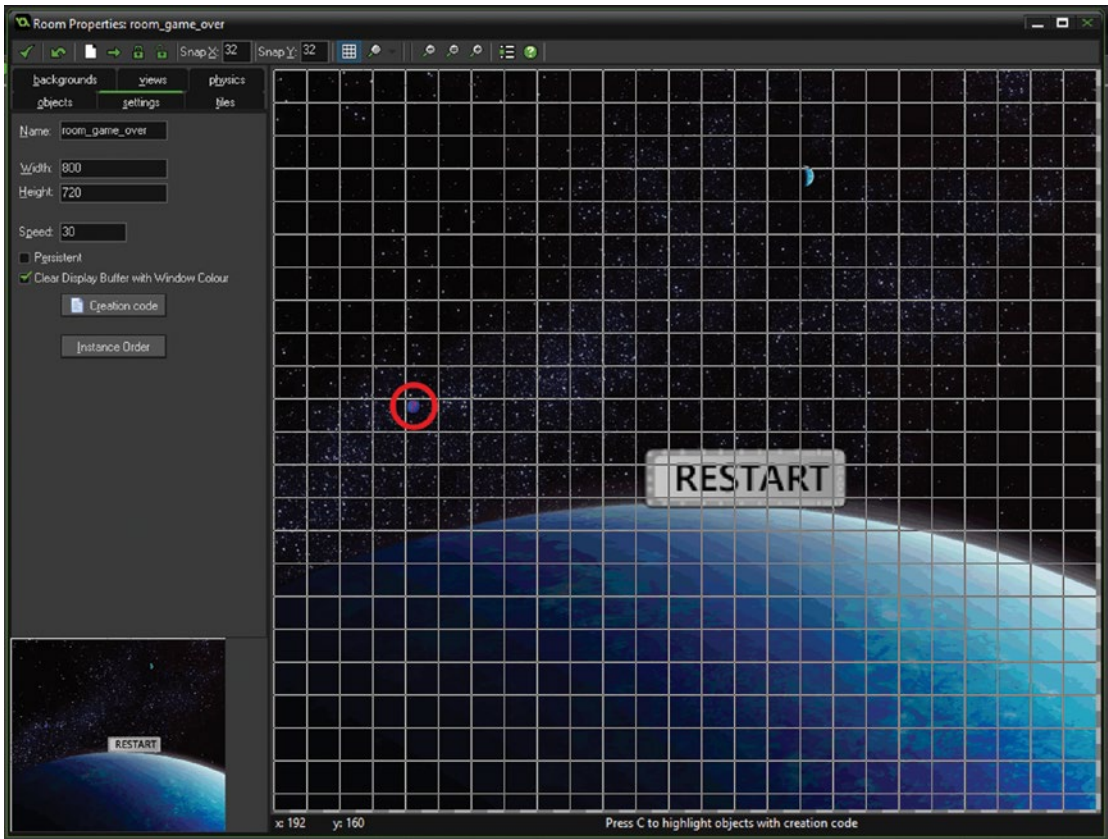 Room Properties: room_game_over
Snap X: 32 Snap Y: 32
backgrounds views physics
objects settings tiles
Name: room_game_over
Width: 800
Height: 720
Speed: 30
Persistent
Clear Display Buffer with Window Colour
Creation code
Instance Order
RESTART
RESTART
x: 192 y: 160 Press C to highlight objects with creation code